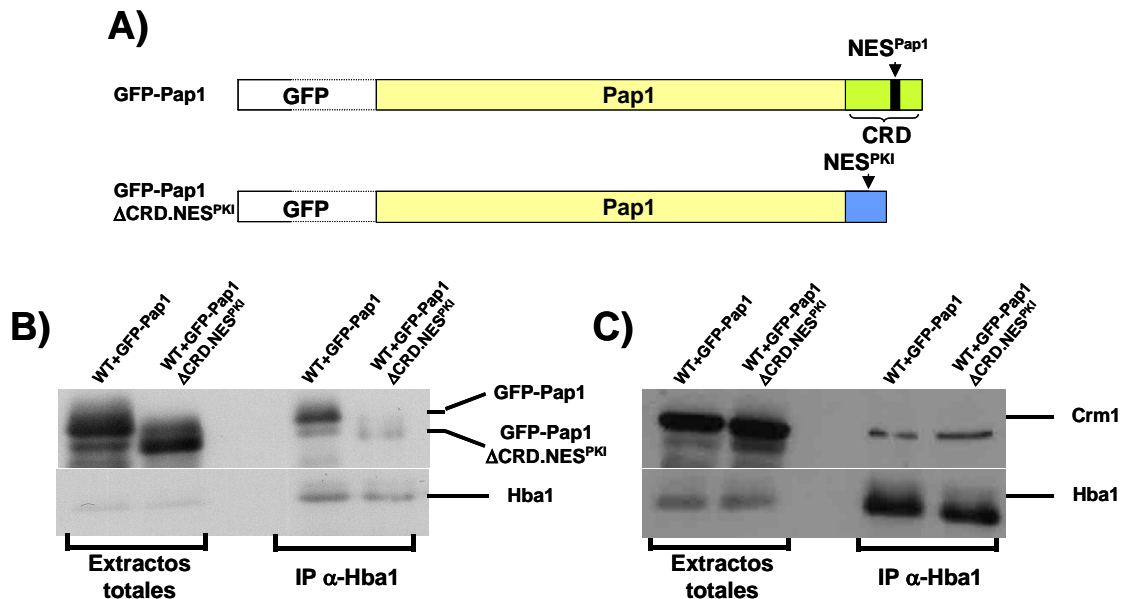 A)
NES^Pap1
GFP-Pap1
GFP
Pap1
CRD
NES^PKI
GFP-Pap1
ΔCRD.NES^PKI
GFP
Pap1
B)
WT+GFP-Pap1
WT+GFP-Pap1
ΔCRD.NES^PKI
WT+GFP-Pap1
WT+GFP-Pap1
ΔCRD.NES^PKI
GFP-Pap1
GFP-Pap1
ΔCRD.NES^PKI
Hba1
Extractos
totales
IP α-Hba1
C)
WT+GFP-Pap1
WT+GFP-Pap1
ΔCRD.NES^PKI
WT+GFP-Pap1
WT+GFP-Pap1
ΔCRD.NES^PKI
Crm1
Hba1
Extractos
totales
IP α-Hba1